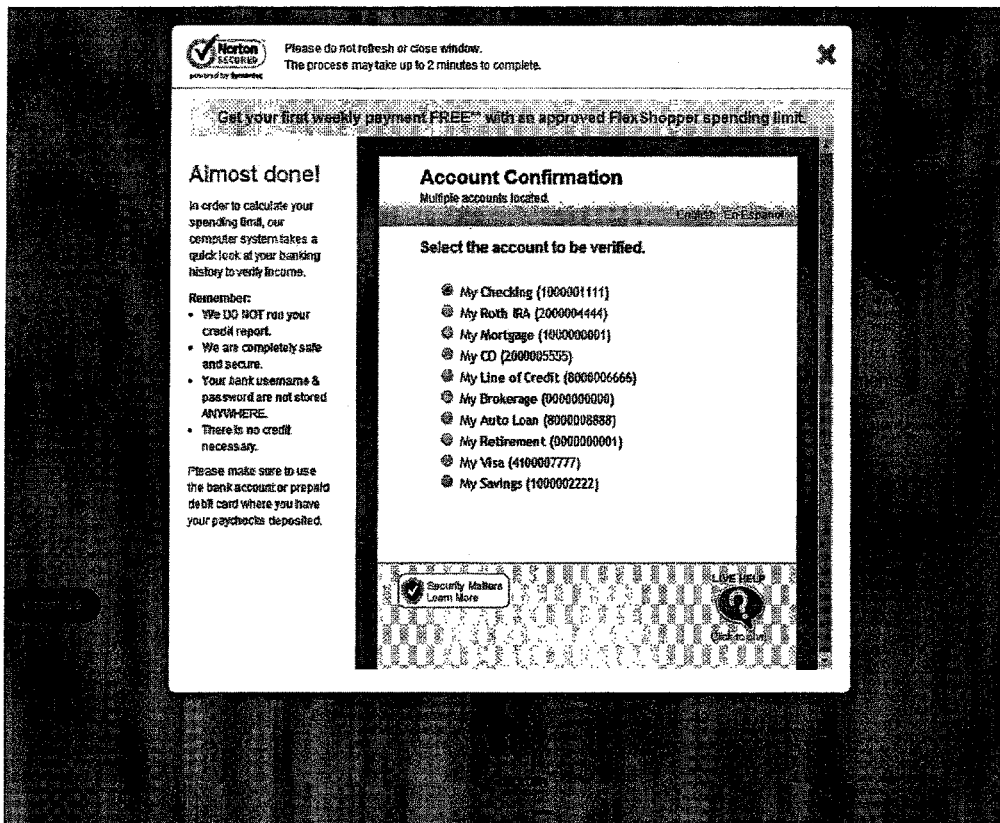 Norton
SECURED
powered by Symantec
Please do not refresh or close window.
The process may take up to 2 minutes to complete.
Get your first weekly payment FREE** with an approved FlexShopper spending limit.
Almost done!
In order to calculate your
spending limit, our
computer system takes a
quick look at your banking
history to verify income.
Remember:
• We DO NOT run your
credit report.
• We are completely safe
and secure.
• Your bank username &
password are not stored
ANYWHERE.
• There is no credit
necessary.
Please make sure to use
the bank account or prepaid
debit card where you have
your paychecks deposited.
Account Confirmation
Multiple accounts located.
English En Espanol
Select the account to be verified.
My Checking (1000001111)
My Roth IRA (2000004444)
My Mortgage (1000000001)
My CD (2000005555)
My Line of Credit (8000006666)
My Brokerage (0000000000)
My Auto Loan (8000008888)
My Retirement (0000000001)
My Visa (4100007777)
My Savings (1000002222)
Security Matters
Learn More
LIVE HELP
Click to